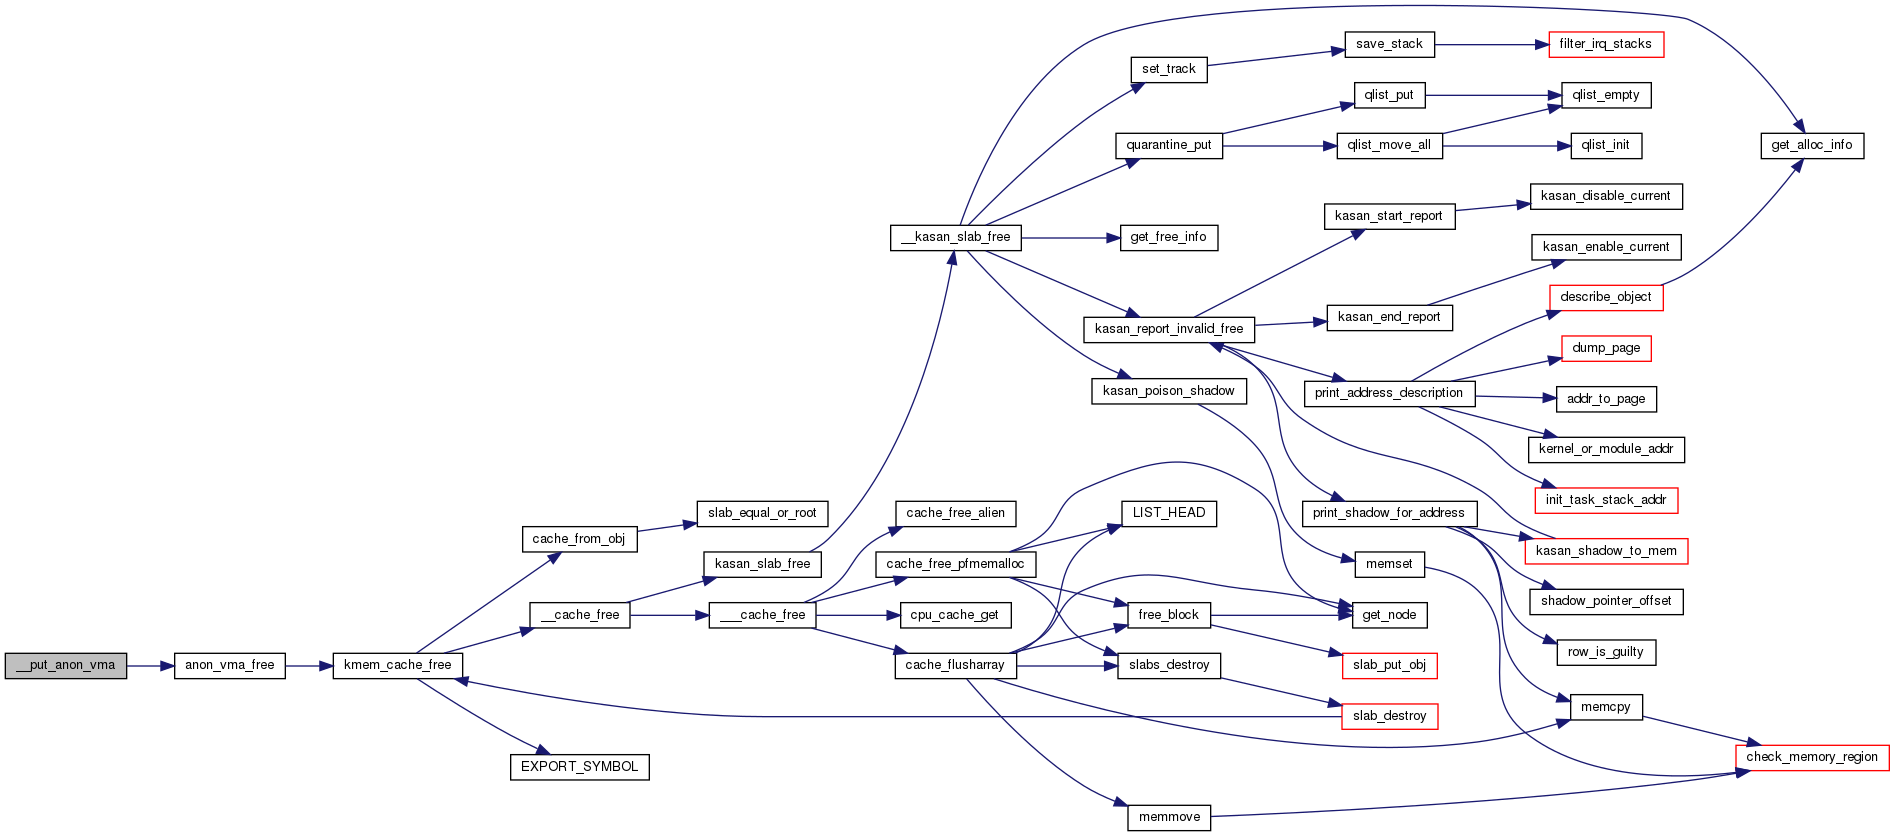 save_stack
filter_irq_stacks
set_track
qlist_put
qlist_empty
quarantine_put
qlist_move_all
qlist_init
get_alloc_info
kasan_disable_current
kasan_start_report
__kasan_slab_free
get_free_info
kasan_enable_current
describe_object
kasan_end_report
kasan_report_invalid_free
dump_page
kasan_poison_shadow
print_address_description
addr_to_page
kernel_or_module_addr
init_task_stack_addr
slab_equal_or_root
cache_free_alien
LIST_HEAD
print_shadow_for_address
cache_from_obj
kasan_shadow_to_mem
kasan_slab_free
cache_free_pfmemalloc
memset
shadow_pointer_offset
__cache_free
___cache_free
cpu_cache_get
free_block
get_node
row_is_guilty
__put_anon_vma
anon_vma_free
kmem_cache_free
cache_flusharray
slabs_destroy
slab_put_obj
memcpy
slab_destroy
check_memory_region
EXPORT_SYMBOL
memmove